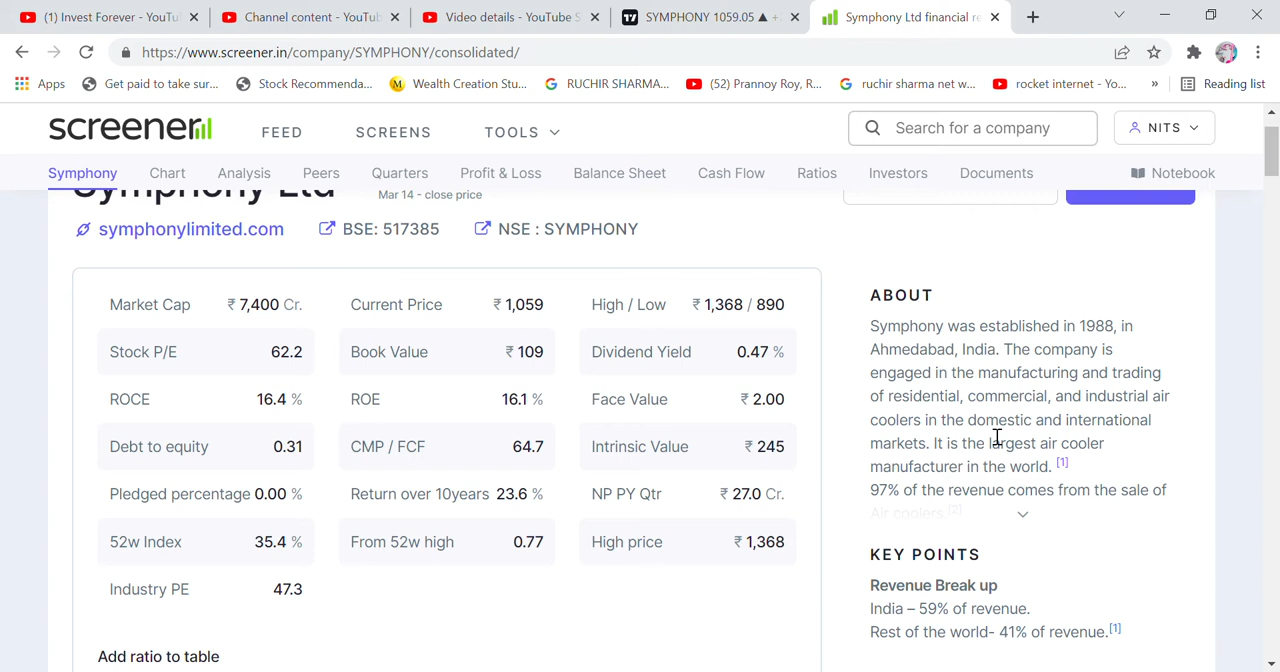 (1) Invest Forever - YouTu
Channel content - YouTub
Video details - YouTube S
SYMPHONY 1059.05 ▲ +
Symphony Ltd financial re
https://www.screener.in/company/SYMPHONY/consolidated/
Apps
Get paid to take sur...
Stock Recommenda...
M
Wealth Creation Stu...
RUCHIR SHARMA...
(52) Prannoy Roy, R...
ruchir sharma net w...
rocket internet - Yo...
»
Reading list
screener
FEED
SCREENS
TOOLS
Search for a company
NITS
Symphony
Chart
Analysis
Peers
Quarters
Profit & Loss
Balance Sheet
Cash Flow
Ratios
Investors
Documents
Notebook
Symphony Ltd
Mar 14 - close price
symphonylimited.com
BSE: 517385
NSE : SYMPHONY
Market Cap ₹ 7,400 Cr.
Current Price ₹ 1,059
High / Low ₹ 1,368 / 890
Stock P/E 62.2
Book Value ₹ 109
Dividend Yield 0.47 %
ROCE 16.4 %
ROE 16.1 %
Face Value ₹ 2.00
Debt to equity 0.31
CMP / FCF 64.7
Intrinsic Value ₹ 245
Pledged percentage 0.00 %
Return over 10years 23.6 %
NP PY Qtr ₹ 27.0 Cr.
52w Index 35.4 %
From 52w high 0.77
High price ₹ 1,368
Industry PE 47.3
Add ratio to table
ABOUT
Symphony was established in 1988, in
Ahmedabad, India. The company is
engaged in the manufacturing and trading
of residential, commercial, and industrial air
coolers in the domestic and international
markets. It is the largest air cooler
manufacturer in the world. [1]
97% of the revenue comes from the sale of
Air coolers.[2]
KEY POINTS
Revenue Break up
India – 59% of revenue.
Rest of the world- 41% of revenue.[1]